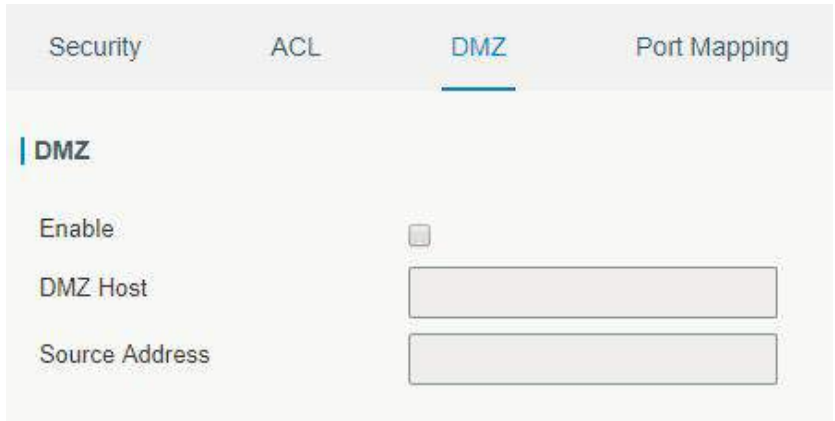 Security ACL DMZ Port Mapping
DMZ
Enable
DMZ Host
Source Address